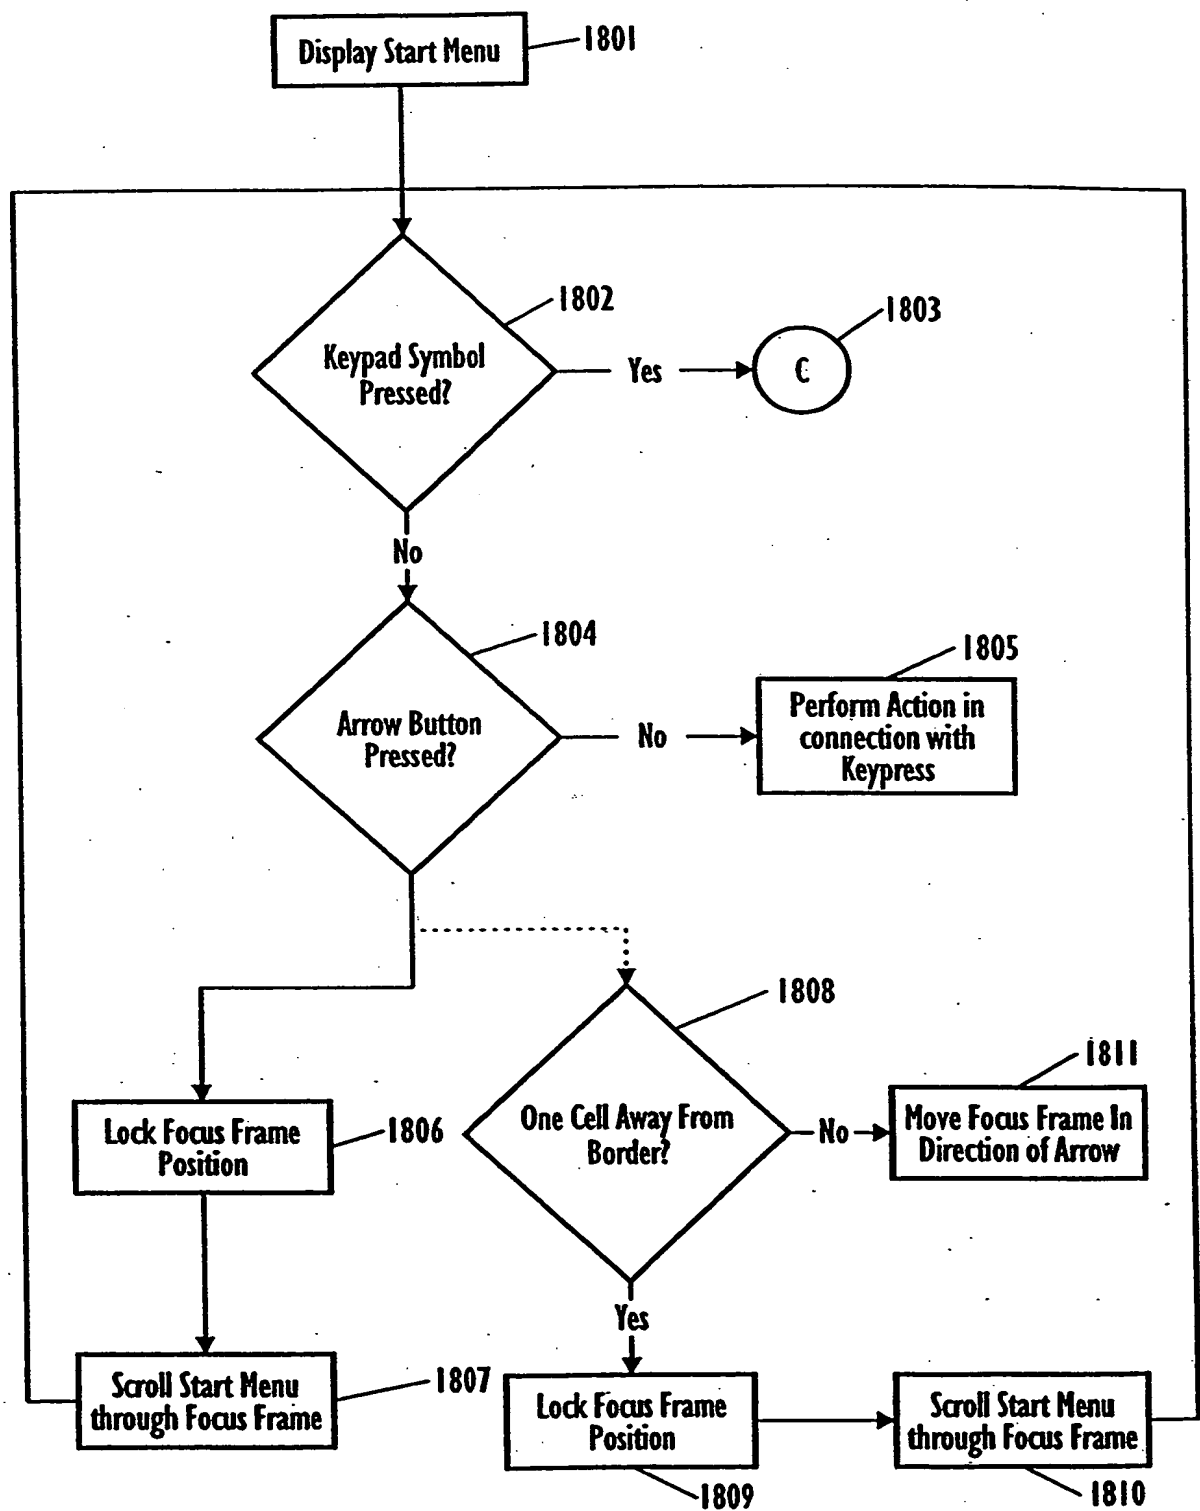 Display Start Menu
1801
1802
Keypad Symbol
Pressed?
Yes
C
1803
No
1804
Arrow Button
Pressed?
No
1805
Perform Action in
connection with
Keypress
1808
One Cell Away From
Border?
No
1811
Move Focus Frame In
Direction of Arrow
Lock Focus Frame
Position
1806
Yes
Scroll Start Menu
through Focus Frame
1807
Lock Focus Frame
Position
1809
Scroll Start Menu
through Focus Frame
1810